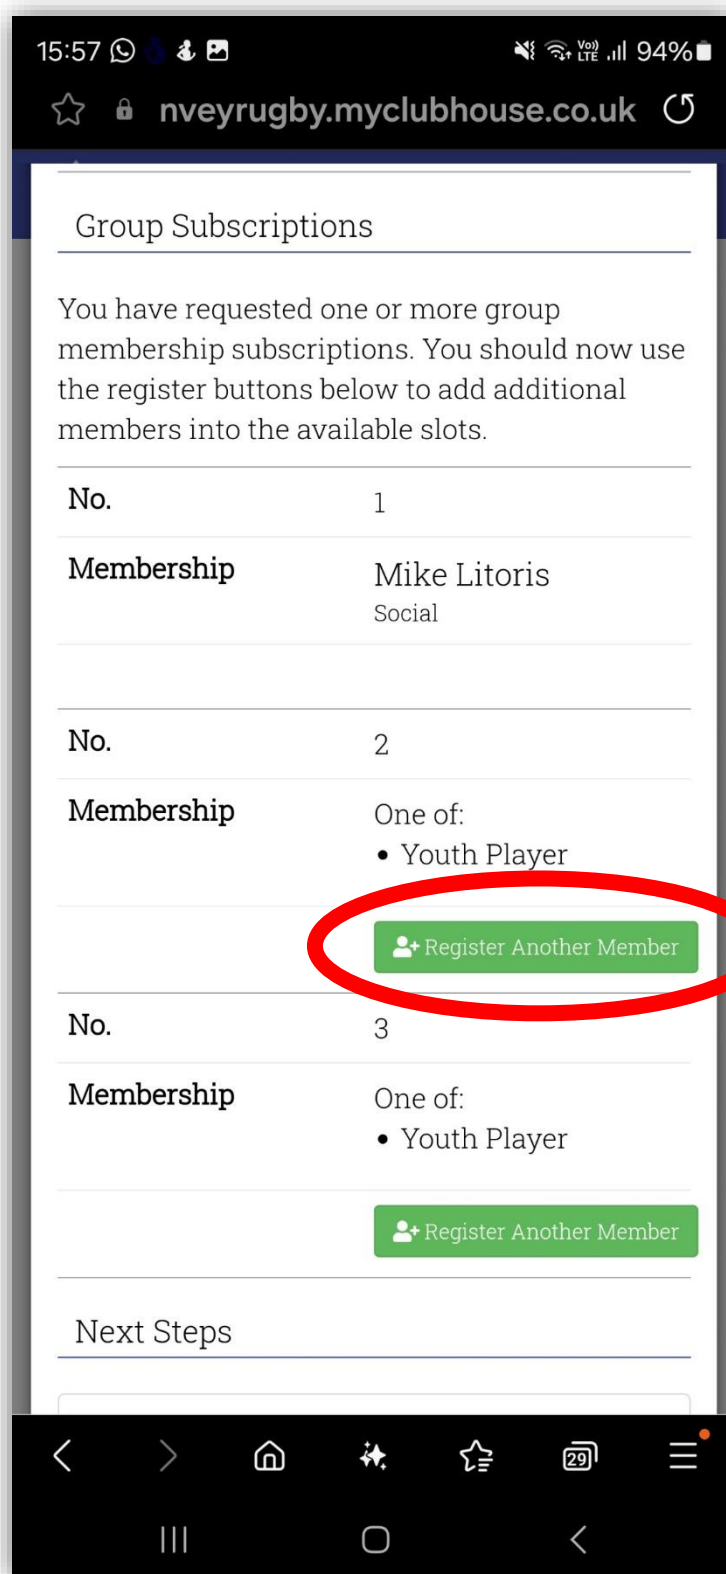 15:57 Vo)) LTE 94%
nveyrugby.myclubhouse.co.uk
Group Subscriptions
You have requested one or more group
membership subscriptions. You should now use
the register buttons below to add additional
members into the available slots.
No. 1
Membership Mike Litoris
Social
No. 2
Membership One of:
• Youth Player
Register Another Member
No. 3
Membership One of:
• Youth Player
Register Another Member
Next Steps
29